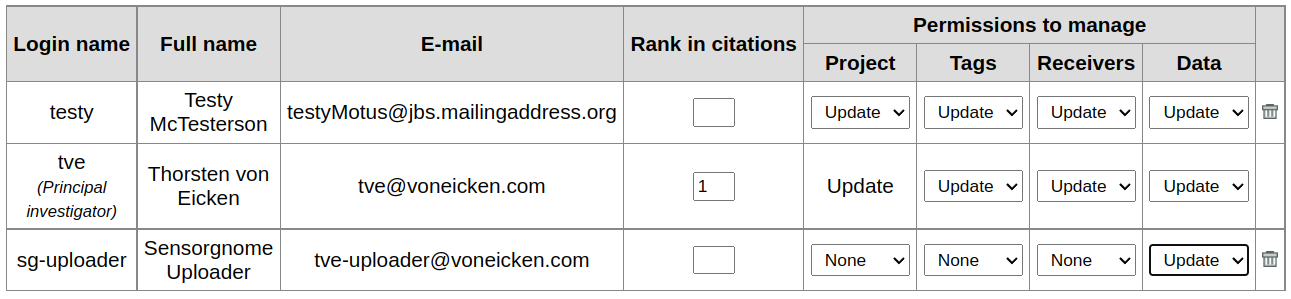 Login name Full name E-mail Rank in citations Permissions to manage
Project Tags Receivers Data
testy Testy McTesterson testyMotus@jbs.mailingaddress.org Update Update Update Update
tve (Principal investigator) Thorsten von Eicken tve@voneicken.com 1 Update Update Update Update
sg-uploader Sensorgnome Uploader tve-uploader@voneicken.com None None None Update